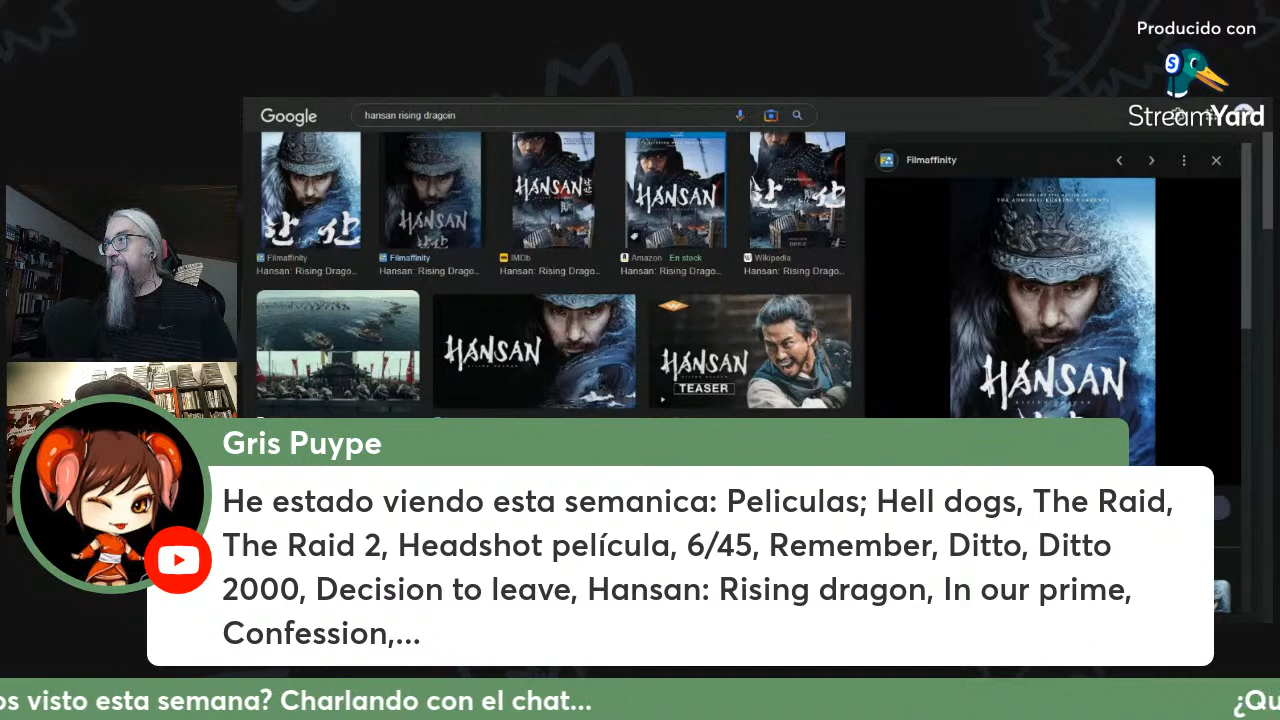 Producido con
StreamYard
Google
hansan rising dragoin
Filmaffinity
HANSAN
HANSAN
HANSAN
한산
Filmaffinity
Hansan: Rising Drago...
Filmaffinity
Hansan: Rising Drago...
IMDb
Hansan: Rising Drago...
Amazon En stock
Hansan: Rising Drago...
Wikipedia
Hansan: Rising Drago...
HANSAN
HANSAN
TEASER
HANSAN
Gris Puype
He estado viendo esta semanica: Peliculas; Hell dogs, The Raid,
The Raid 2, Headshot película, 6/45, Remember, Ditto, Ditto
2000, Decision to leave, Hansan: Rising dragon, In our prime,
Confession,...
os visto esta semana? Charlando con el chat...
¿Qu